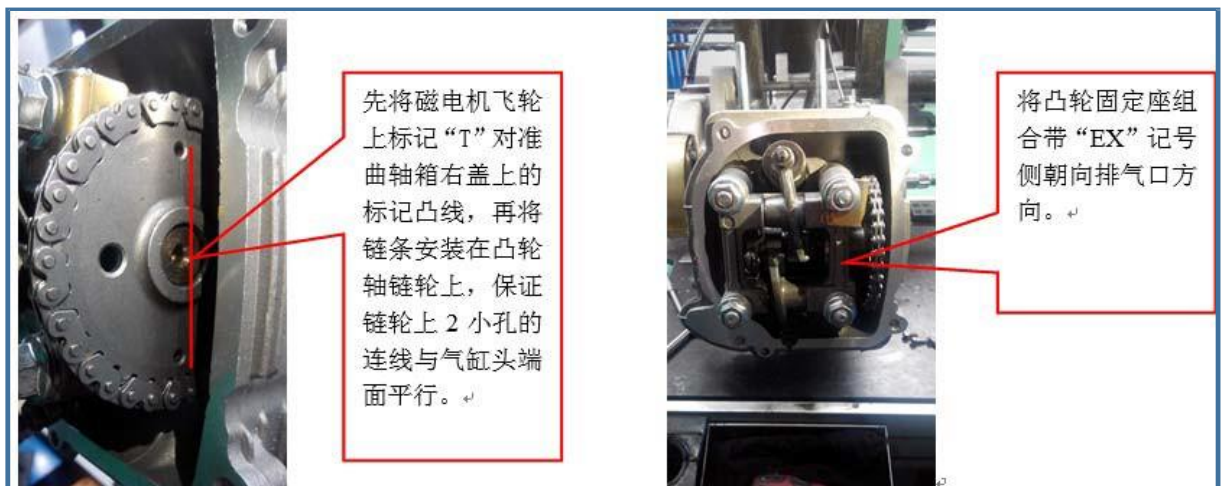 先将磁电机飞轮
上标记“T”对准
曲轴箱右盖上的
标记凸线，再将
链条安装在凸轮
轴链轮上，保证
链轮上 2 小孔的
连线与气缸头端
面平行。
将凸轮固定座组
合带“EX”记号
侧朝向排气口方
向。